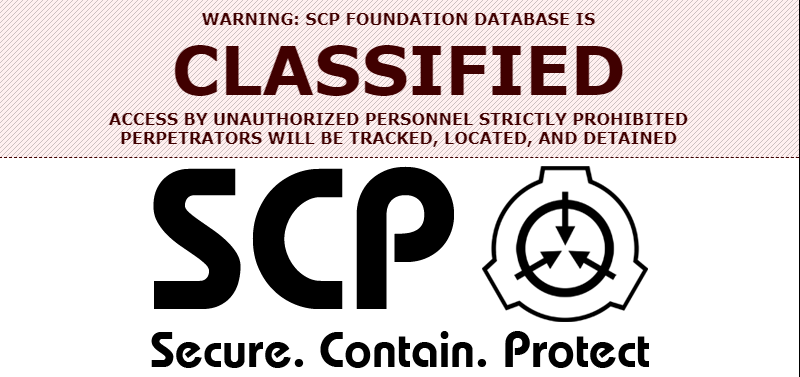 WARNING: SCP FOUNDATION DATABASE IS
CLASSIFIED
ACCESS BY UNAUTHORIZED PERSONNEL STRICTLY PROHIBITED
PERPETRATORS WILL BE TRACKED, LOCATED, AND DETAINED
SCP
Secure. Contain. Protect